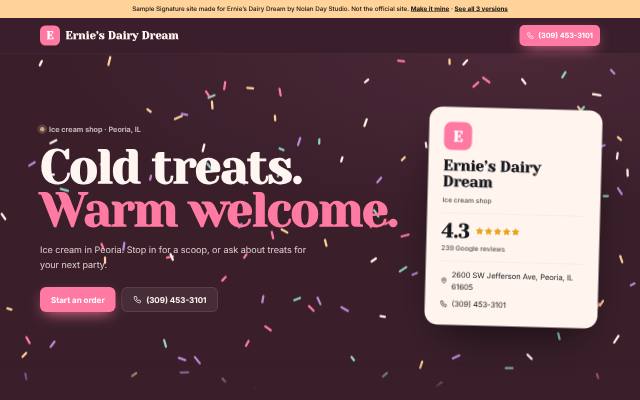 Sample Signature site made for Ernie's Dairy Dream by Nolan Day Studio. Not the official site. Make it mine · See all 3 versions
E Ernie's Dairy Dream
(309) 453-3101
Ice cream shop · Peoria, IL
Cold treats.
Warm welcome.
Ice cream in Peoria! Stop in for a scoop, or ask about treats for
your next party.
Start an order
(309) 453-3101
E
Ernie's Dairy
Dream
Ice cream shop
4.3 ★★★★★
239 Google reviews
2600 SW Jefferson Ave, Peoria, IL
61605
(309) 453-3101